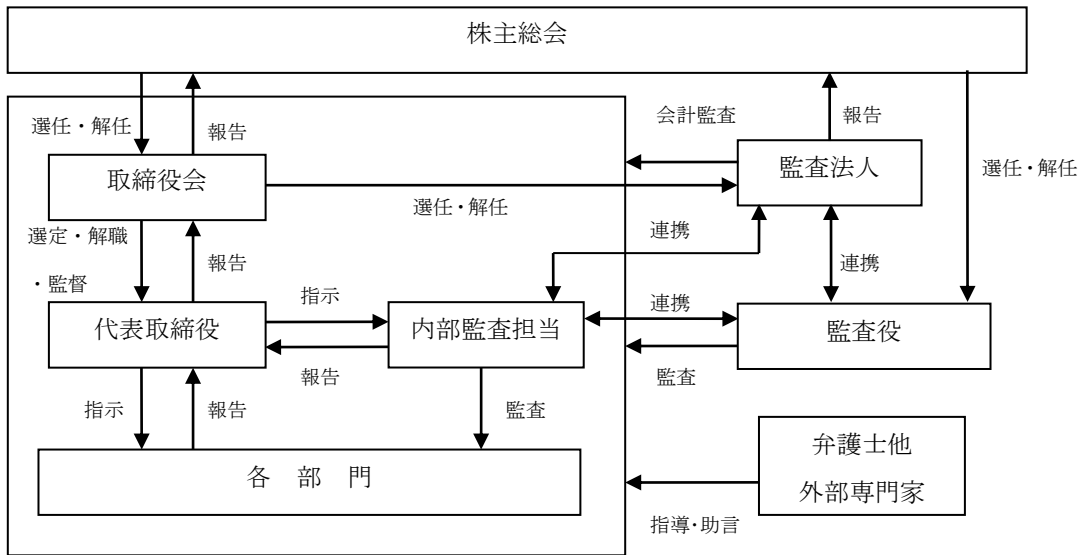 株主総会
選任・解任
報告
会計監査
報告
選任・解任
取締役会
監査法人
選任・解任
選定・解職
・監督
報告
連携
連携
指示
連携
代表取締役
内部監査担当
監査役
報告
監査
指示
報告
監査
弁護士他
外部専門家
各 部 門
指導・助言